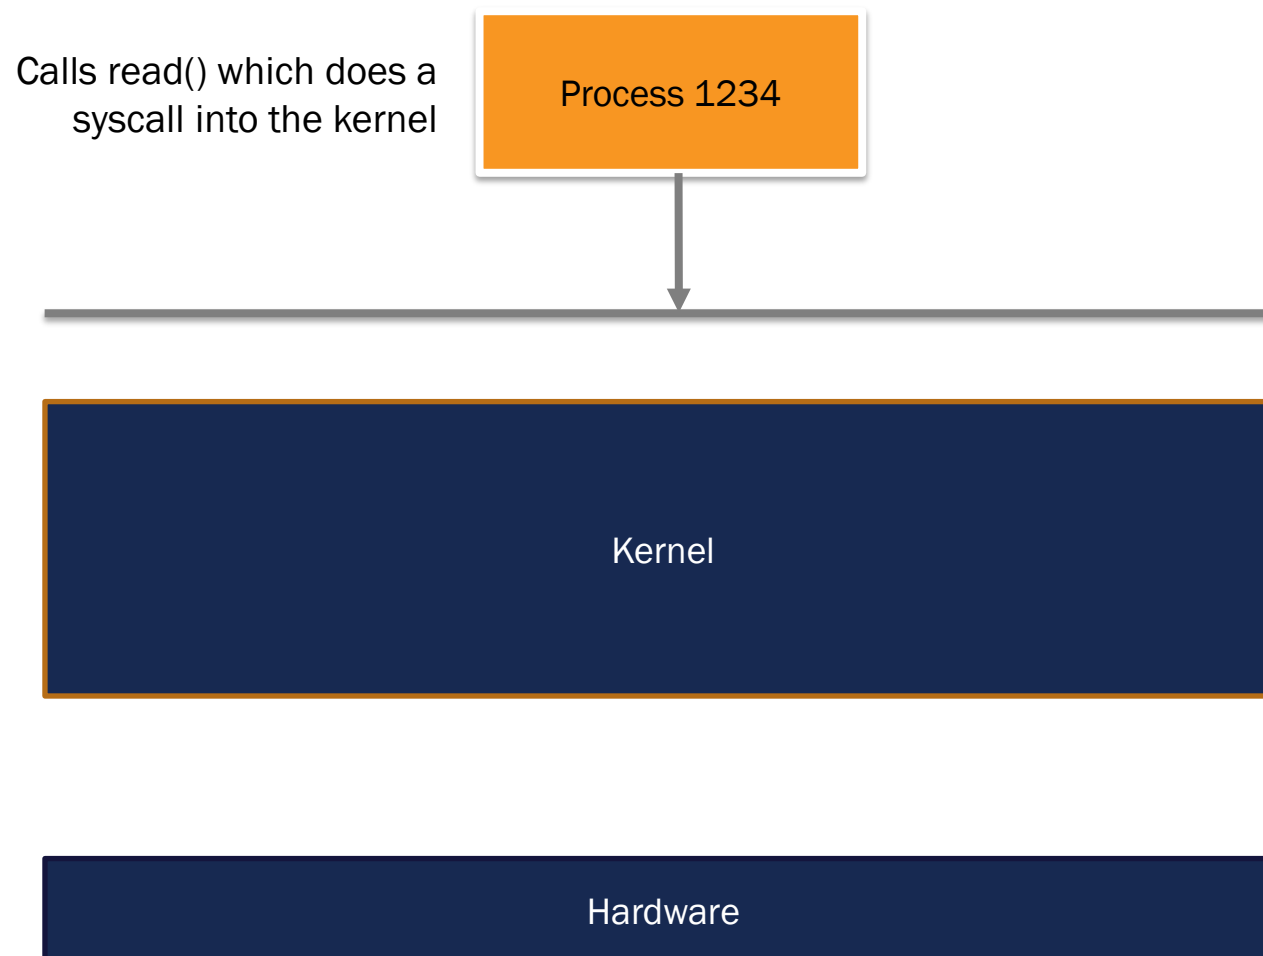 Calls read() which does a
syscall into the kernel
Process 1234
Kernel
Hardware